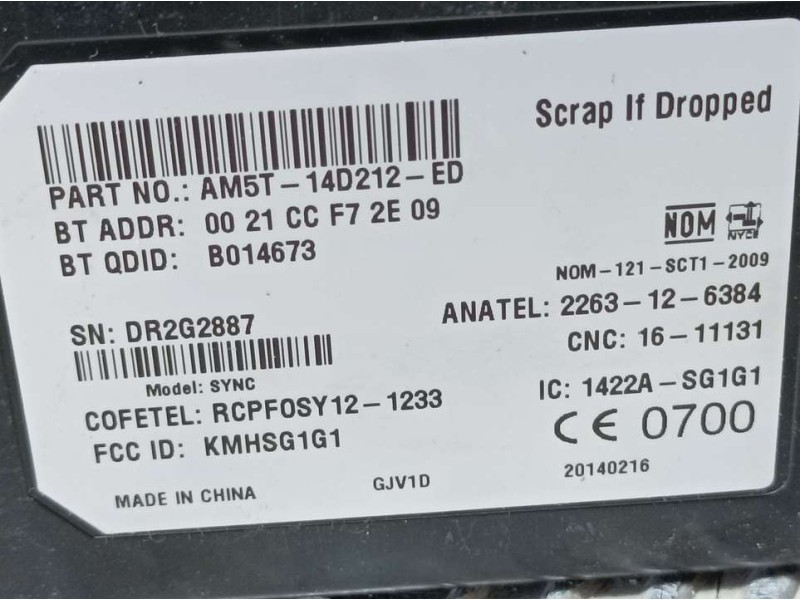 Scrap If Dropped
PART NO.: AM5T-14D212-ED
BT ADDR: 00 21 CC F7 2E 09
BT QDID: B014673
NOM NYCE
NOM-121-SCT1-2009
ANATEL: 2263-12-6384
SN: DR2G2887
CNC: 16-11131
Model: SYNC
IC: 1422A-SG1G1
COFETEL: RCPFOSY12-1233
CE 0700
FCC ID: KMHSG1G1
20140216
MADE IN CHINA
GJV1D